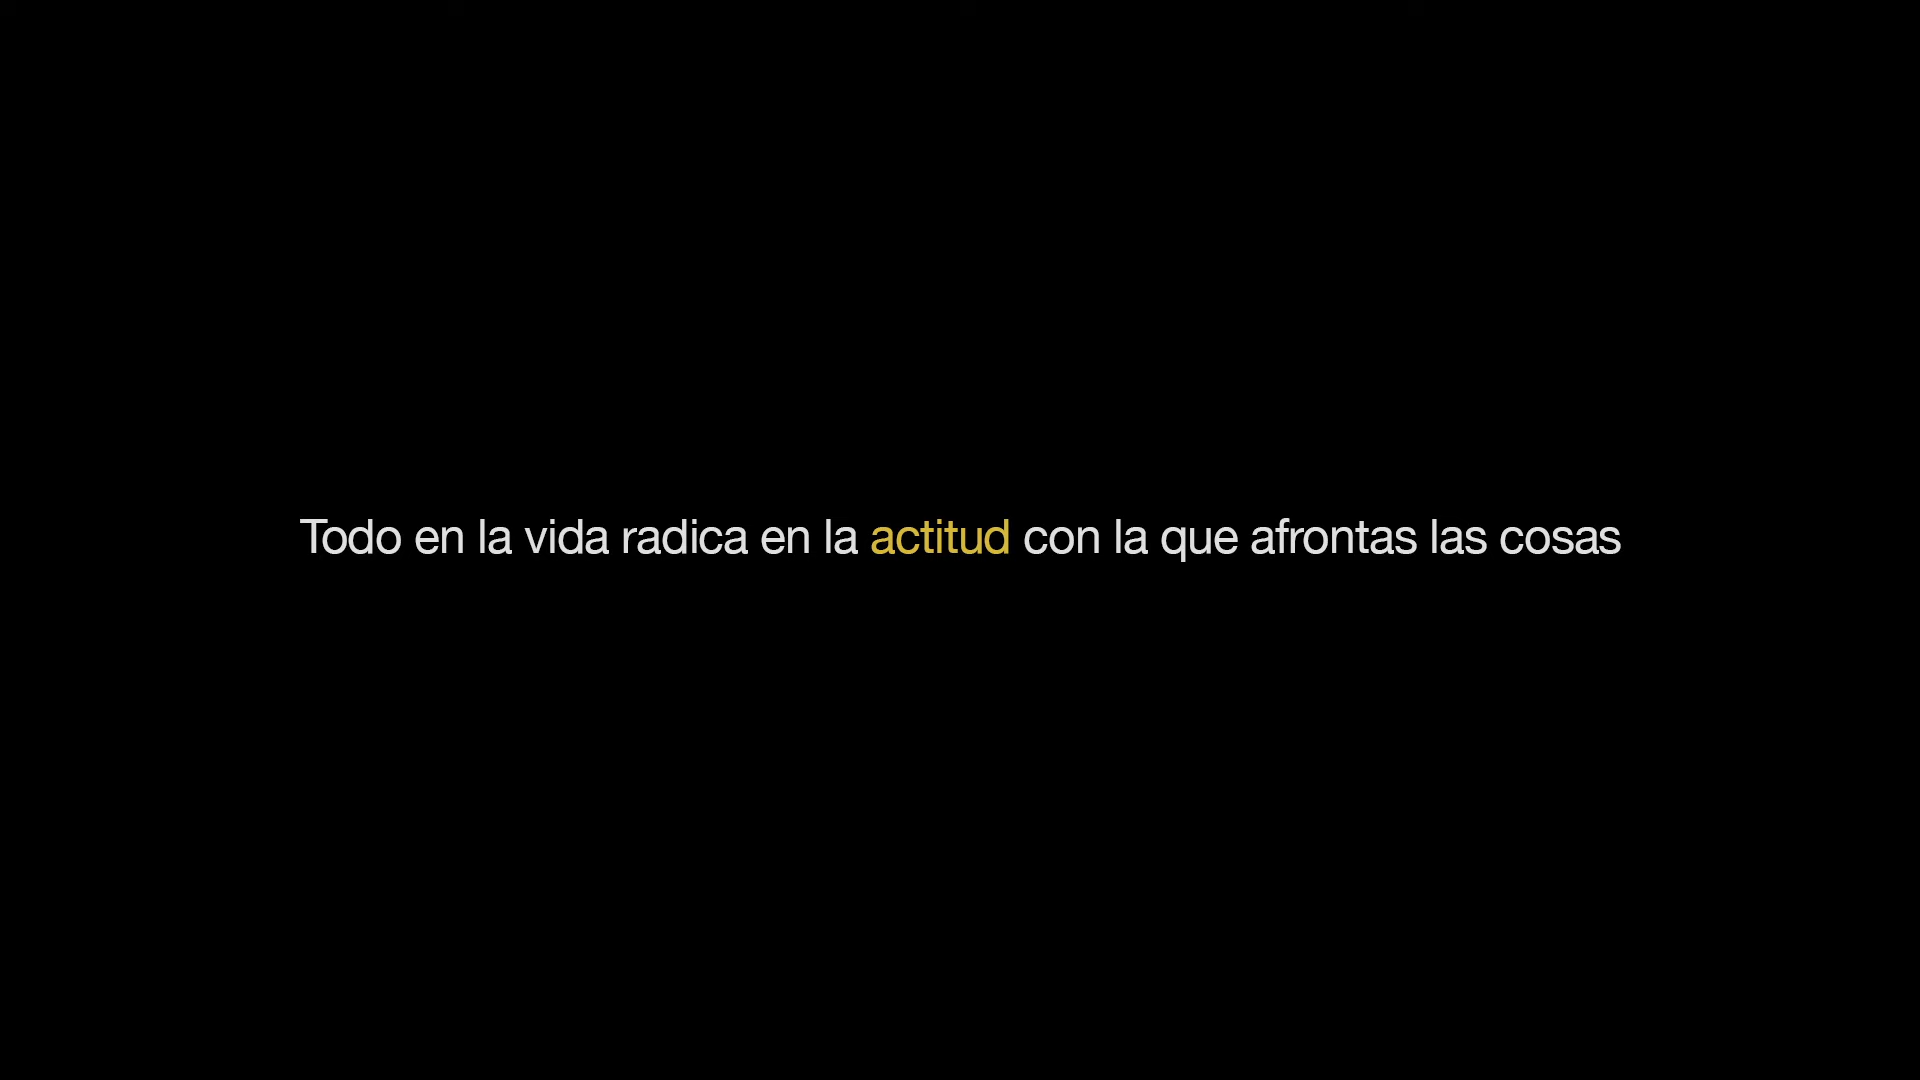 Todo en la vida radica en la actitud con la que afrontas las cosas